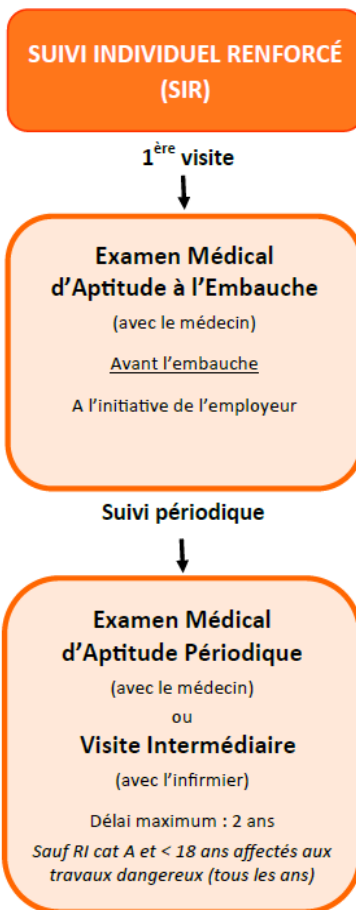 SUIVI INDIVIDUEL RENFORCÉ
(SIR)
1ère visite
Examen Médical
d'Aptitude à l'Embauche
(avec le médecin)
Avant l'embauche
A l'initiative de l'employeur
Suivi périodique
Examen Médical
d'Aptitude Périodique
(avec le médecin)
ou
Visite Intermédiaire
(avec l'infirmier)
Délai maximum : 2 ans
Sauf RI cat A et < 18 ans affectés aux
travaux dangereux (tous les ans)